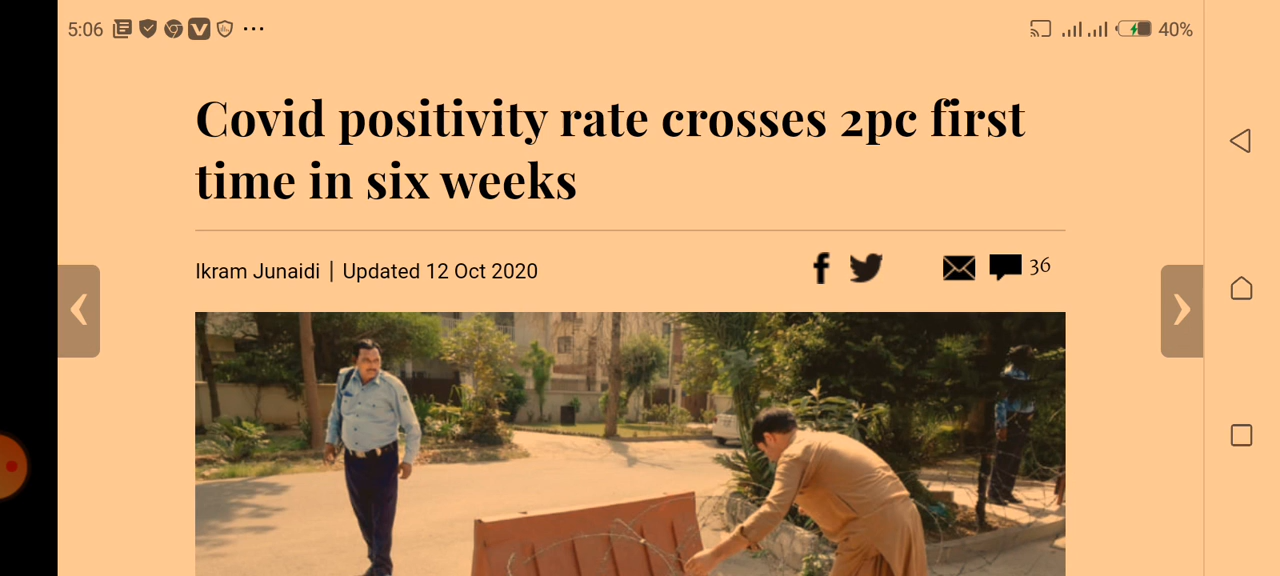 5:06
40%
Covid positivity rate crosses 2pc first
time in six weeks
Ikram Junaidi | Updated 12 Oct 2020
36